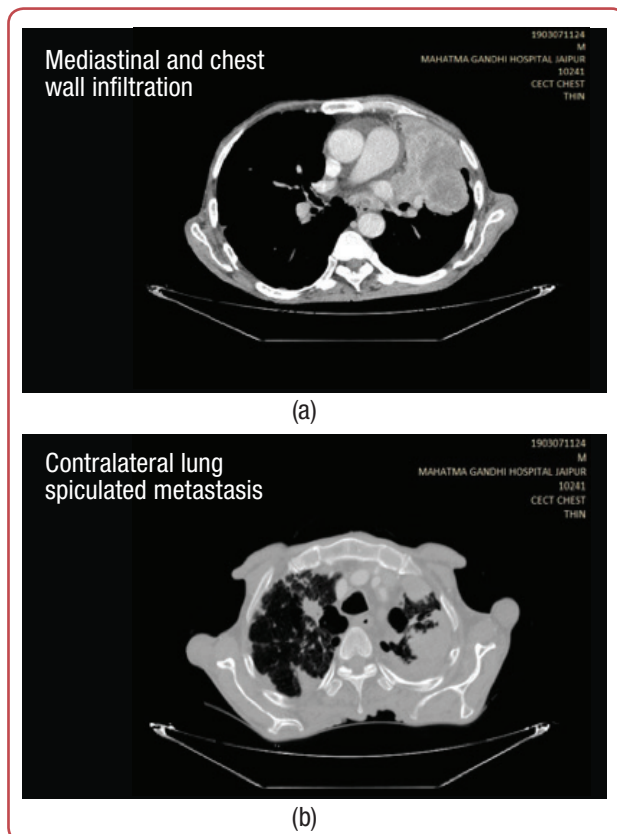 Mediastinal and chest
wall infiltration
1903071124
M
MAHATMA GANDHI HOSPITAL JAIPUR
10241
CECT CHEST
THIN
(a)
Contralateral lung
spiculated metastasis
1903071124
M
MAHATMA GANDHI HOSPITAL JAIPUR
10241
CECT CHEST
THIN
(b)